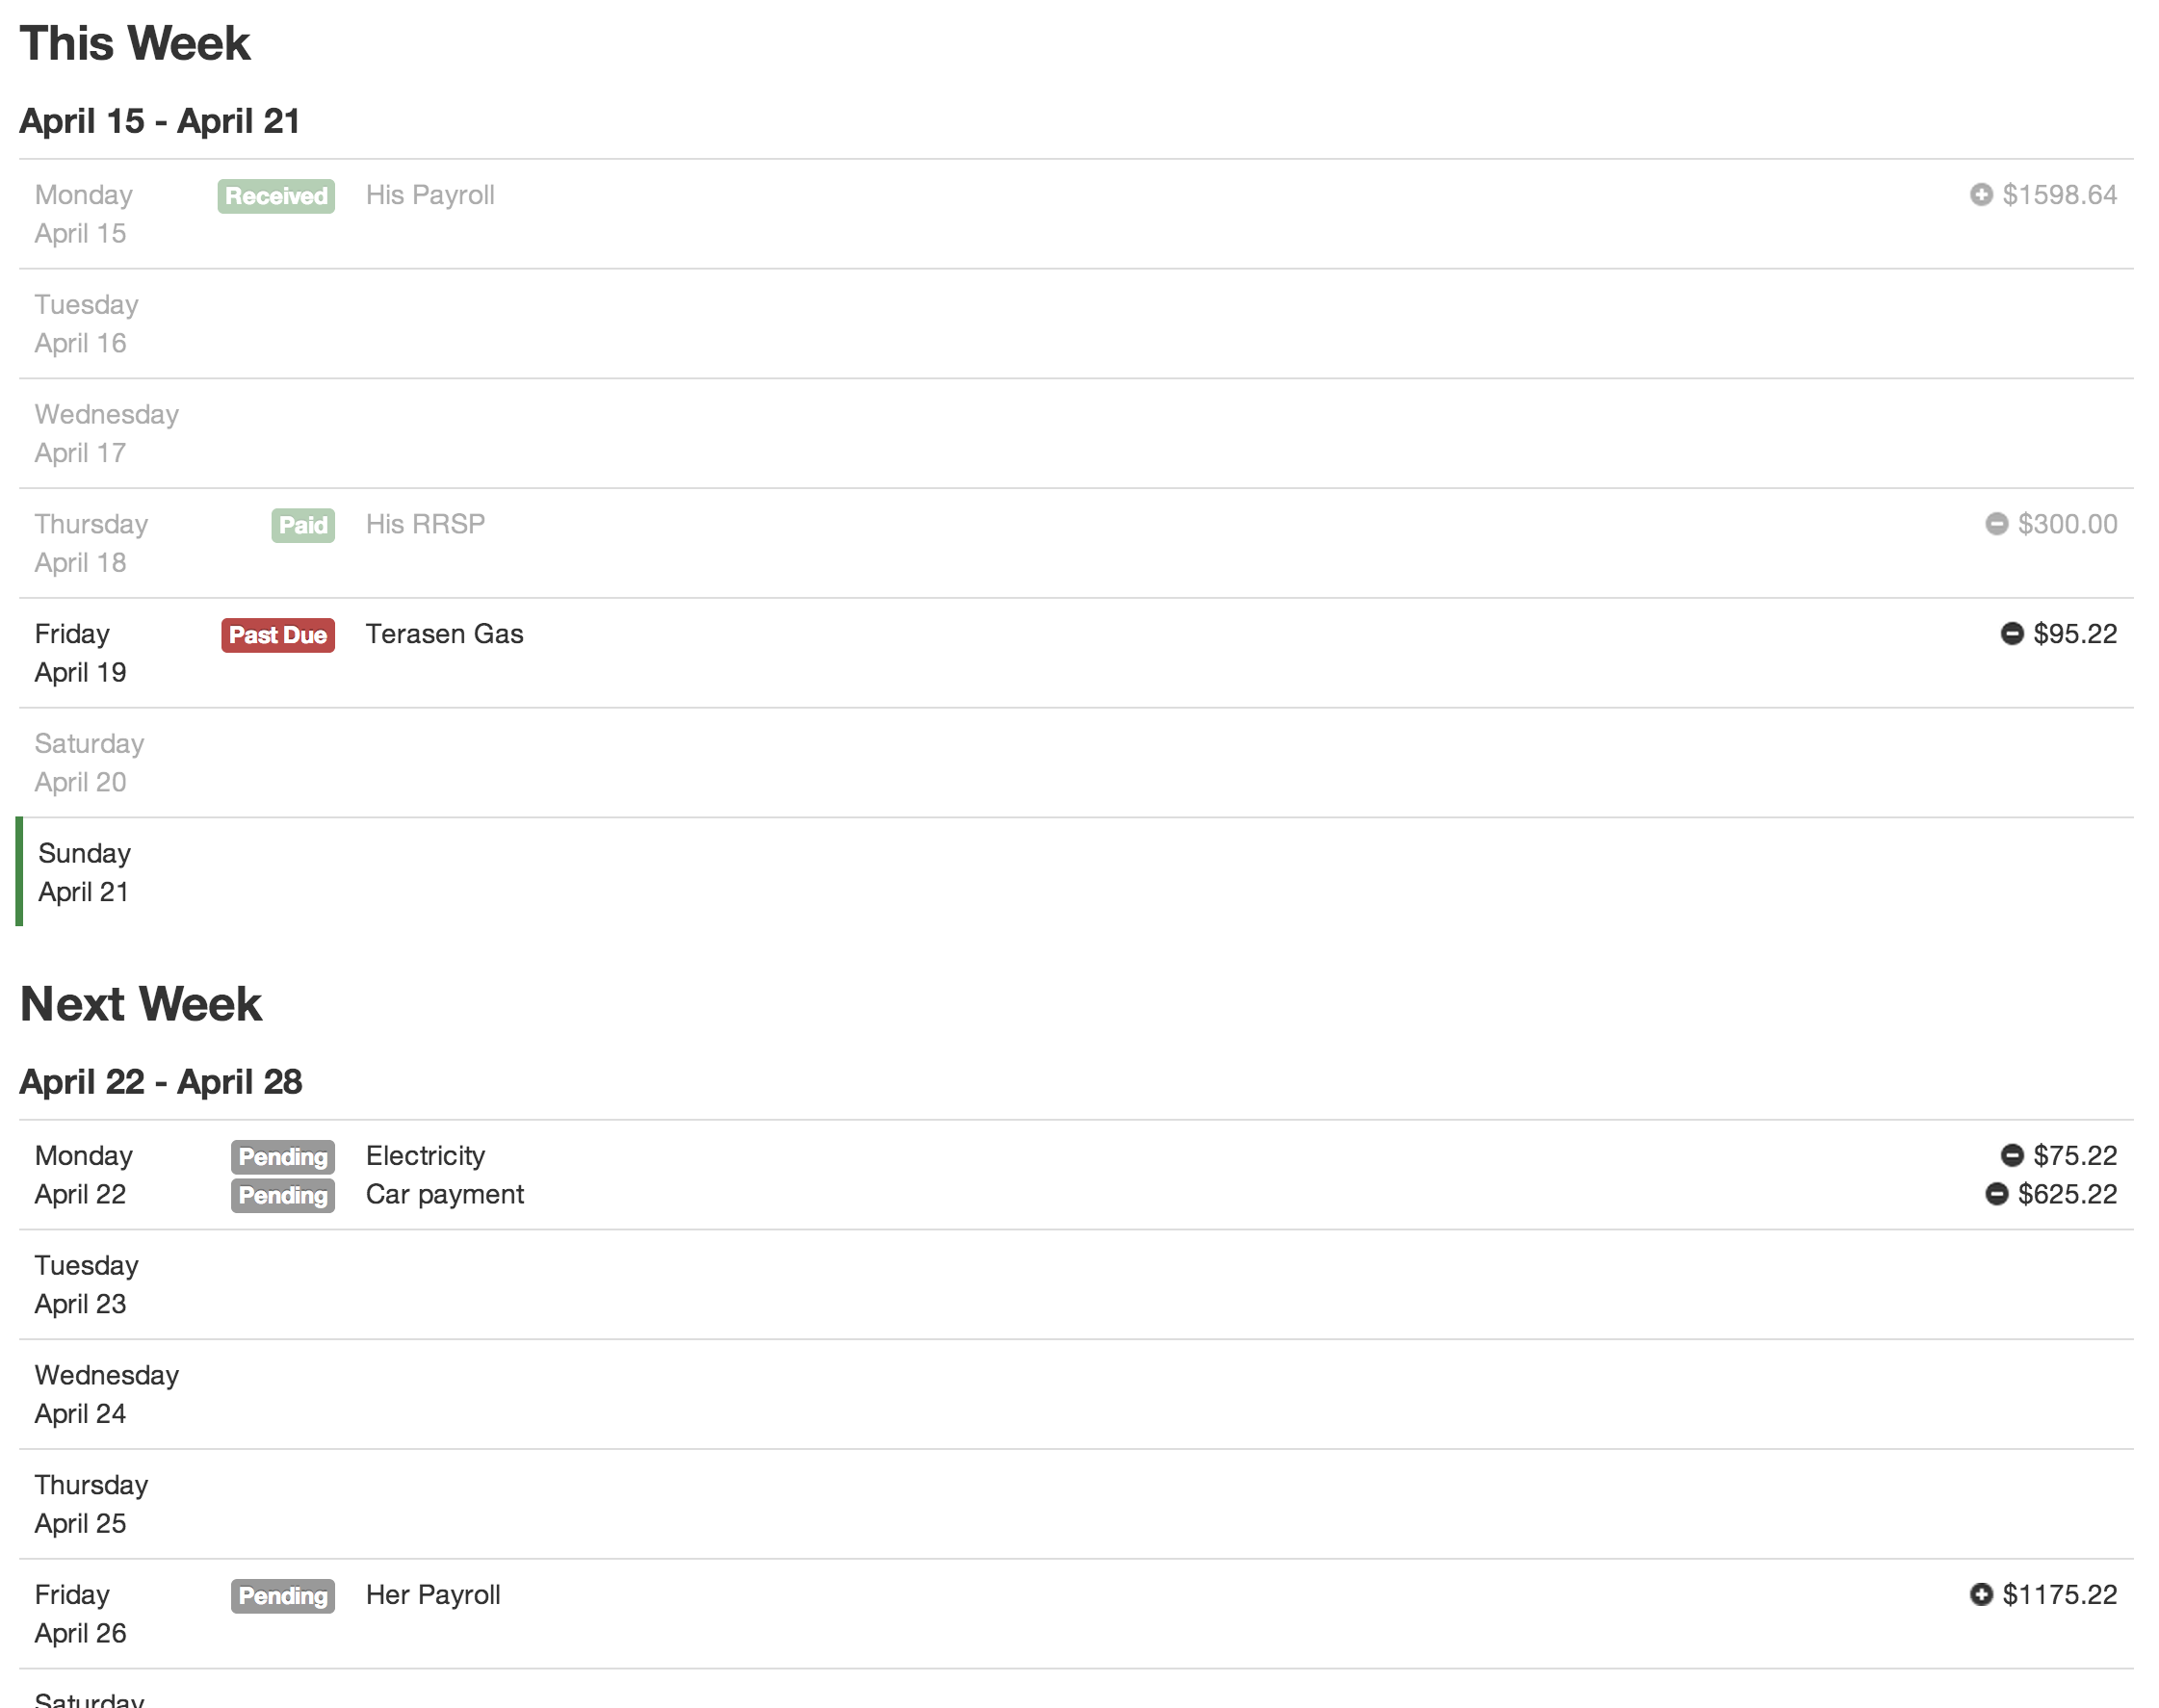 This Week
April 15 - April 21
Monday Received His Payroll $1598.64
April 15
Tuesday
April 16
Wednesday
April 17
Thursday Paid His RRSP $300.00
April 18
Friday Past Due Terasen Gas $95.22
April 19
Saturday
April 20
Sunday
April 21
Next Week
April 22 - April 28
Monday Pending Electricity $75.22
April 22 Pending Car payment $625.22
Tuesday
April 23
Wednesday
April 24
Thursday
April 25
Friday Pending Her Payroll $1175.22
April 26
Saturday